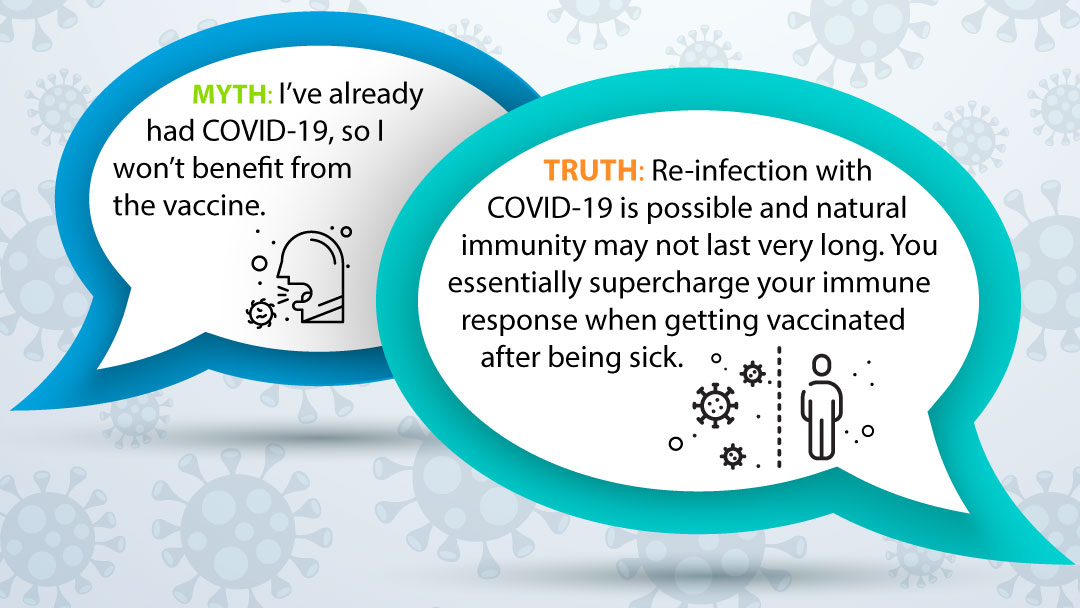 MYTH: I’ve already
had COVID-19, so I
won’t benefit from
the vaccine.
TRUTH: Re-infection with
COVID-19 is possible and natural
immunity may not last very long. You
essentially supercharge your immune
response when getting vaccinated
after being sick.